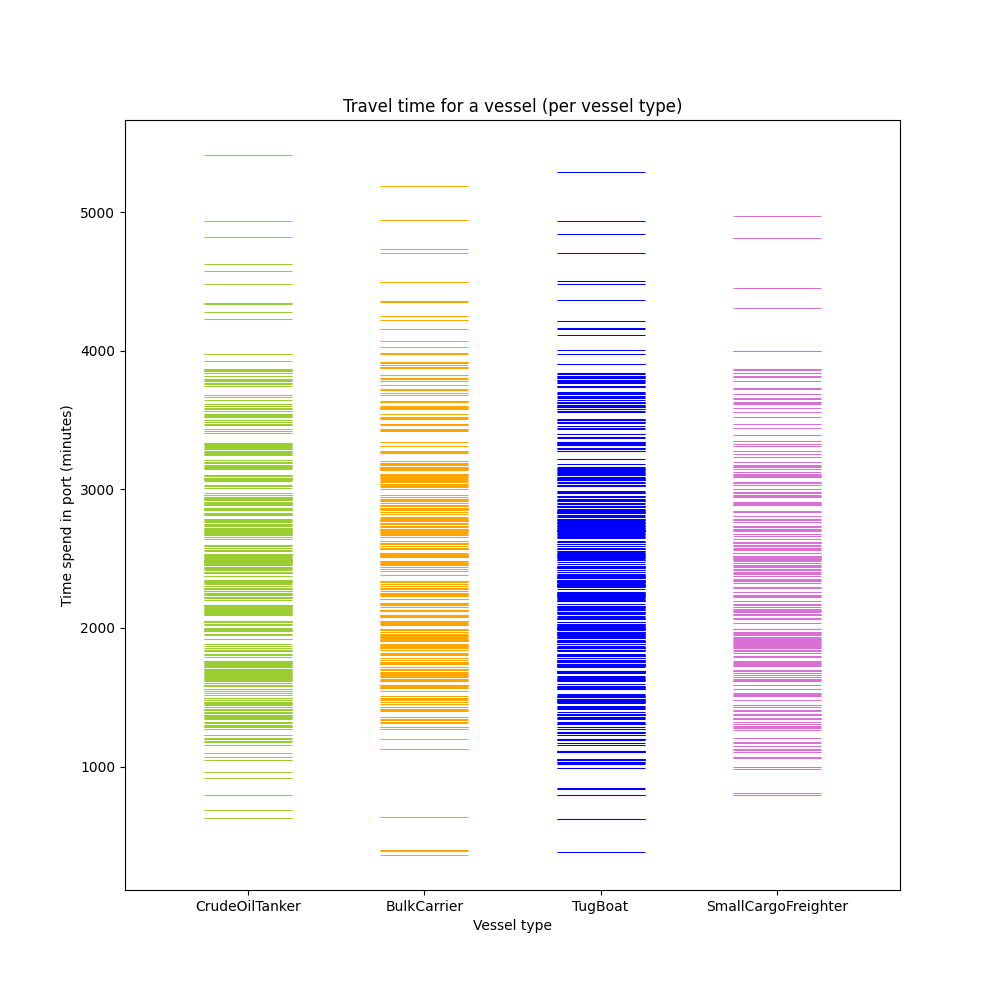 Travel time for a vessel (per vessel type)
5000
4000
3000
2000
1000
Time spend in port (minutes)
CrudeOilTanker BulkCarrier TugBoat SmallCargoFreighter
Vessel type